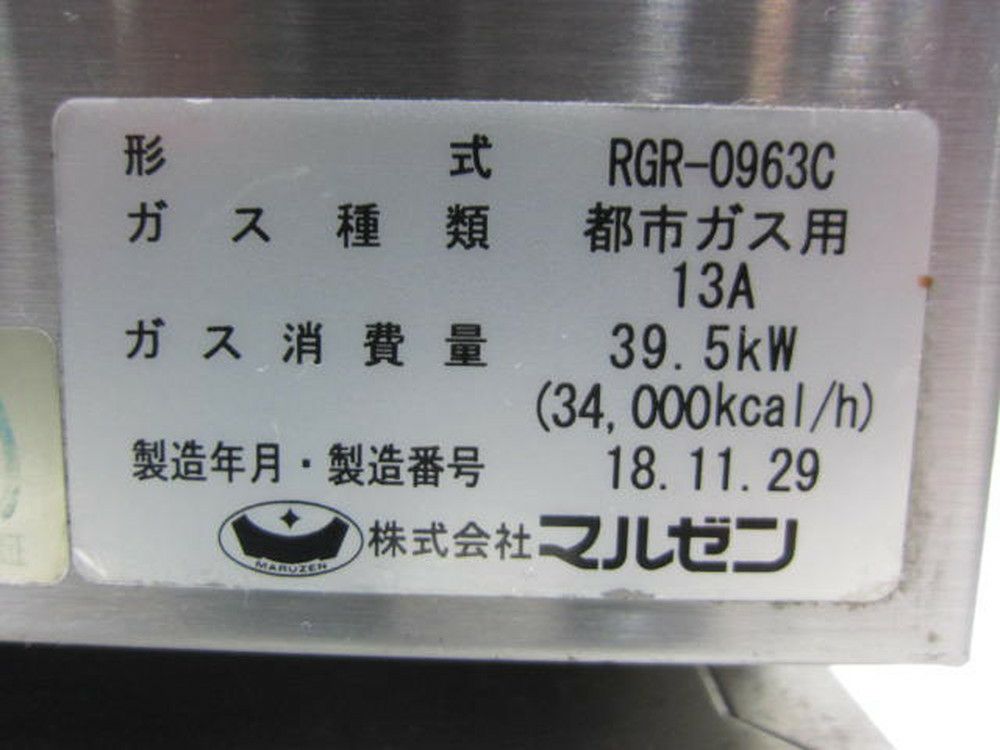 形式 RGR-0963C
ガス種類 都市ガス用
13A
ガス消費量 39.5kW
(34,000kcal/h)
製造年月・製造番号 18.11.29
MARUZEN 株式会社マルゼン